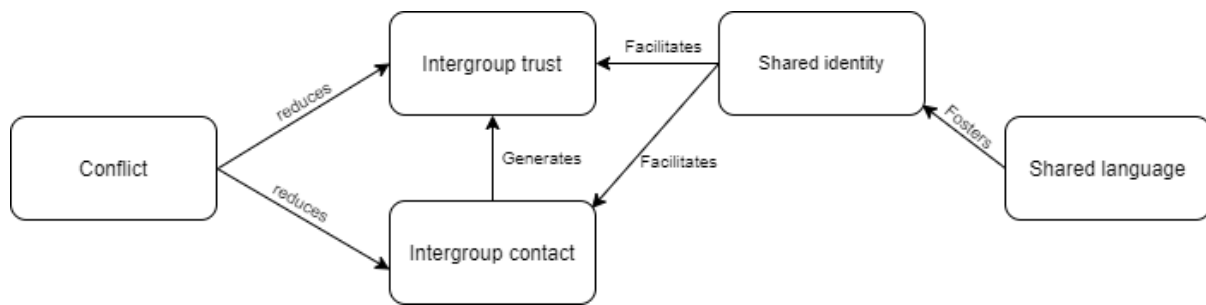 Intergroup trust
Facilitates
Shared identity
reduces
Fosters
Conflict
Generates
Facilitates
Shared language
reduces
Intergroup contact